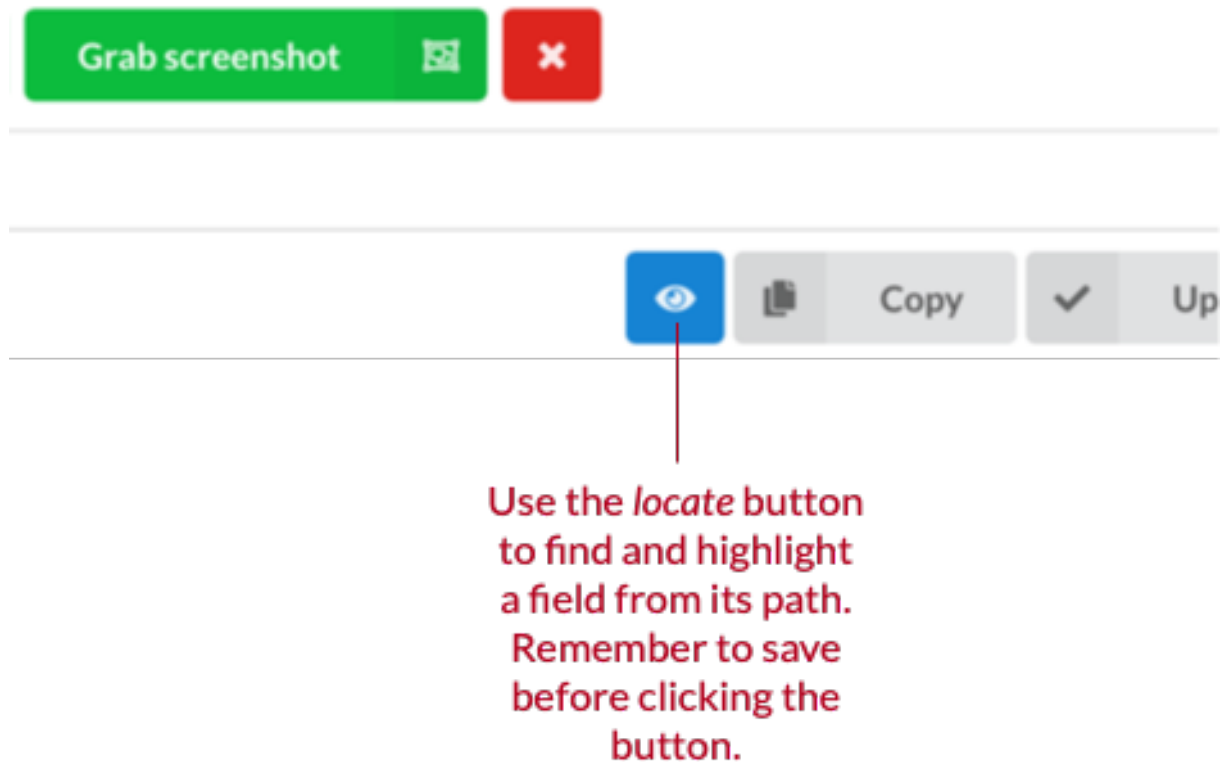 Grab screenshot
Copy
Up
Use the locate button
to find and highlight
a field from its path.
Remember to save
before clicking the
button.